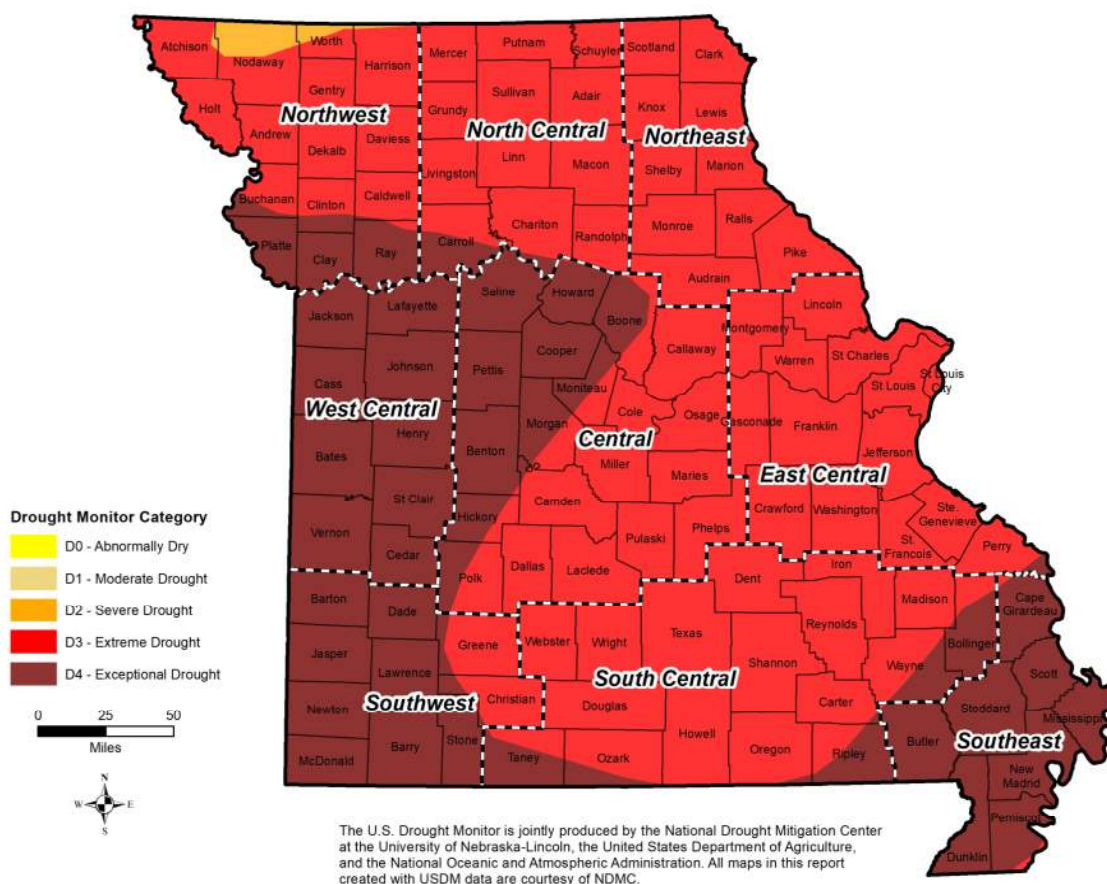 Atchison
Worth
Nodaway
Harrison
Mercer
Putnam
Schuyler
Scotland
Clark
Holt
Gentry
Northwest
Andrew
Daviess
Dekalb
Grundy
Sullivan
Adair
North Central
Linn
Macon
Livingston
Knox
Lewis
Northeast
Shelby
Marion
Buchanan
Clinton
Caldwell
Chariton
Randolph
Monroe
Ralls
Pike
Platte
Clay
Ray
Carroll
Audrain
Jackson
Lafayette
Saline
Howard
Boone
Callaway
Montgomery
Lincoln
Warren
St Charles
St Louis
St Louis
City
Cass
Johnson
Pettis
Cooper
Moniteau
West Central
Henry
Bates
Morgan
Cole
Osage
Central
Benton
Miller
Maries
Gasconade
Franklin
Jefferson
East Central
St Clair
Vernon
Cedar
Hickory
Camden
Pulaski
Phelps
Crawford
Washington
Ste.
Genevieve
St.
Francois
Perry
Polk
Dallas
Laclede
Dent
Iron
Madison
Cape
Girardeau
Barton
Dade
Greene
Webster
Wright
Texas
Reynolds
Bollinger
Jasper
Lawrence
Christian
Shannon
Wayne
Scott
Southwest
South Central
Newton
Douglas
Howell
Carter
Stoddard
Mississippi
Southeast
McDonald
Barry
Stone
Taney
Ozark
Oregon
Ripley
Butler
New
Madrid
Pemiscot
Dunklin
Drought Monitor Category
D0 - Abnormally Dry
D1 - Moderate Drought
D2 - Severe Drought
D3 - Extreme Drought
D4 - Exceptional Drought
0 25 50
Miles
N
W E
S
The U.S. Drought Monitor is jointly produced by the National Drought Mitigation Center
at the University of Nebraska-Lincoln, the United States Department of Agriculture,
and the National Oceanic and Atmospheric Administration. All maps in this report
created with USDM data are courtesy of NDMC.